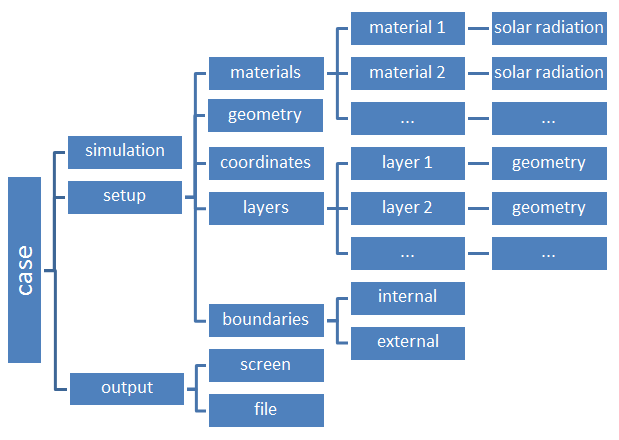 case
simulation
setup
output
materials
geometry
coordinates
layers
boundaries
screen
file
material 1
solar radiation
material 2
solar radiation
...
...
layer 1
geometry
layer 2
geometry
...
...
internal
external